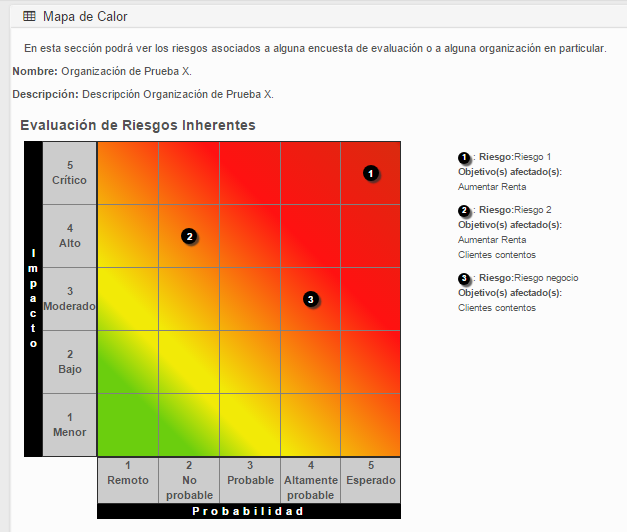 Mapa de Calor
En esta sección podrá ver los riesgos asociados a alguna encuesta de evaluación o a alguna organización en particular.
Nombre: Organización de Prueba X.
Descripción: Descripción Organización de Prueba X.
Evaluación de Riesgos Inherentes
Impacto
5
Crítico
4
Alto
3
Moderado
2
Bajo
1
Menor
1
2
3
1
Remoto
2
No
probable
3
Probable
4
Altamente
probable
5
Esperado
Probabilidad
1 : Riesgo:Riesgo 1
Objetivo(s) afectado(s):
Aumentar Renta
2 : Riesgo:Riesgo 2
Objetivo(s) afectado(s):
Aumentar Renta
Clientes contentos
3 : Riesgo:Riesgo negocio
Objetivo(s) afectado(s):
Clientes contentos